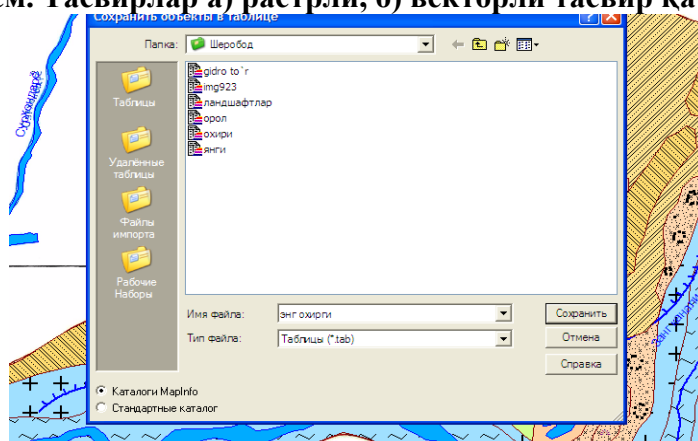 ем. Тасвирлар а) растрли, б) векторли тасвир қа
Сохранить объекты в таблице
Папка: Шеробод
gidro to`r
img923
ландшафтлар
орол
охири
янги
Таблицы
Удалённые
таблицы
Файлы
импорта
Рабочие
Наборы
Имя файла: энг охирги
Сохранить
Тип файла: Таблицы (*.tab)
Отмена
Справка
Каталоги MapInfo
Стандартные каталог